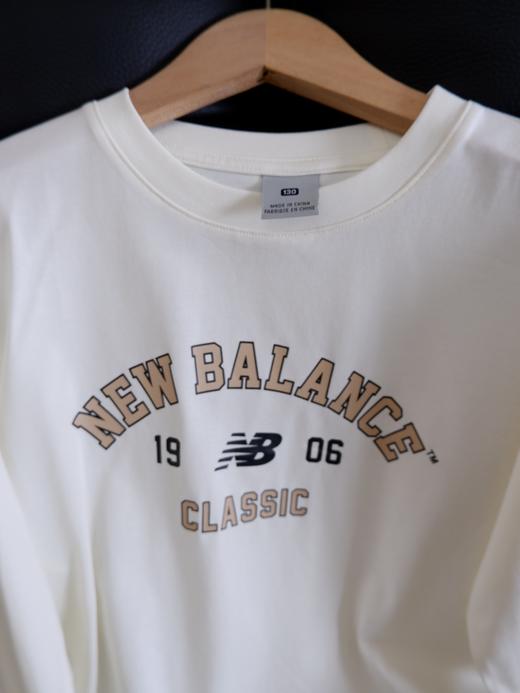 130
MADE IN CHINA
FABRIQUÉ EN CHINE
NEW BALANCE™
19 NB 06
CLASSIC